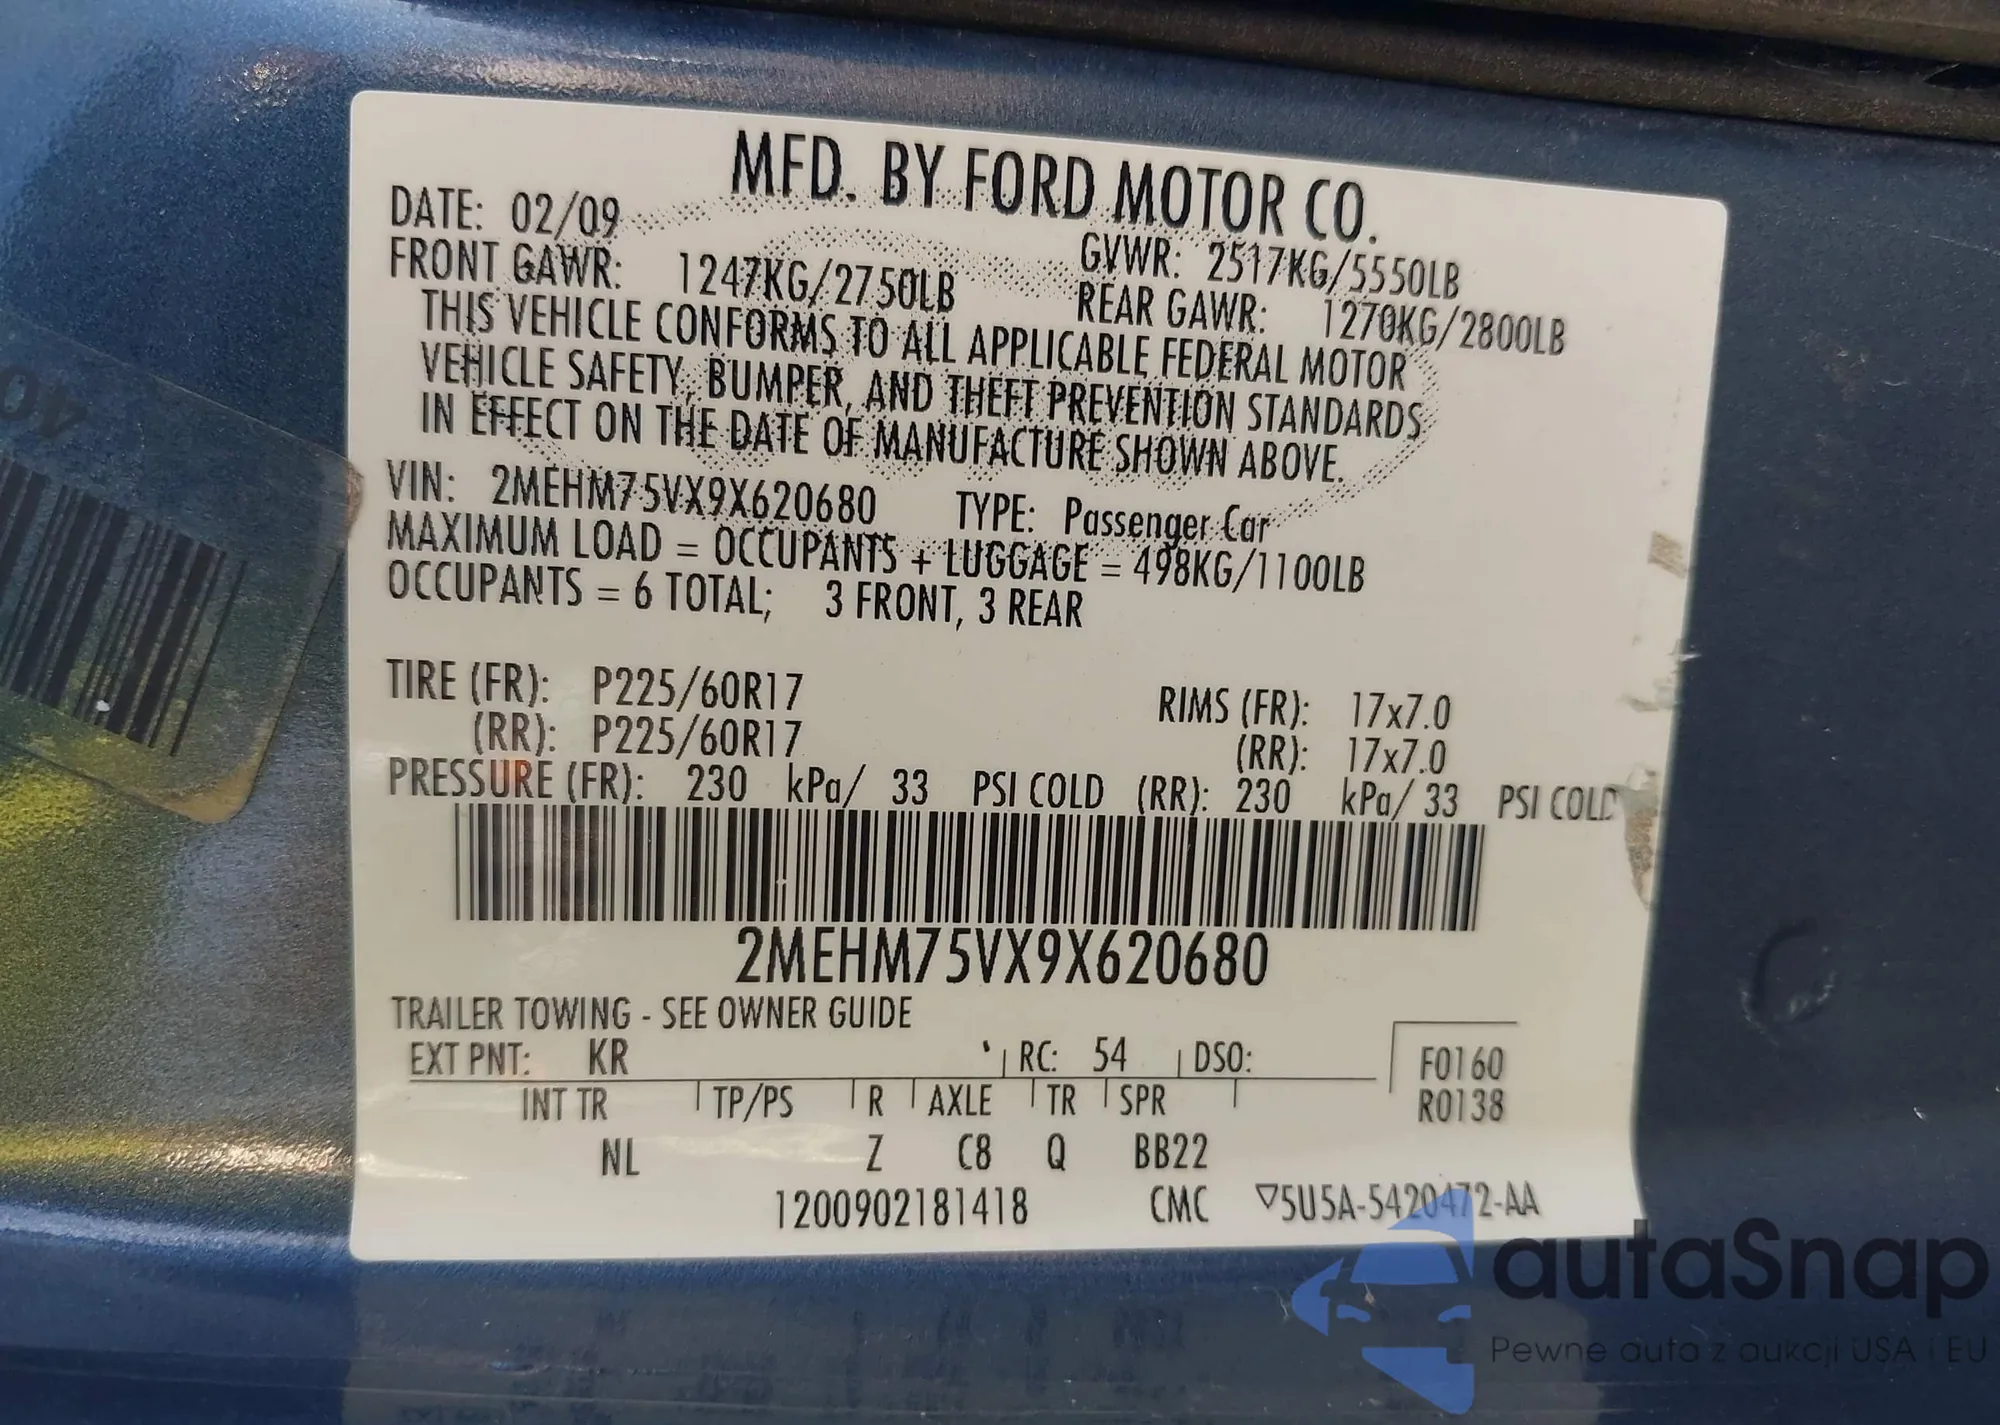 MFD. BY FORD MOTOR CO.
DATE: 02/09 GVWR: 2517KG/5550LB
FRONT GAWR: 1247KG/2750LB REAR GAWR: 1270KG/2800LB
THIS VEHICLE CONFORMS TO ALL APPLICABLE FEDERAL MOTOR
VEHICLE SAFETY, BUMPER, AND THEFT PREVENTION STANDARDS
IN EFFECT ON THE DATE OF MANUFACTURE SHOWN ABOVE.
VIN: 2MEHM75VX9X620680 TYPE: Passenger Car
MAXIMUM LOAD = OCCUPANTS + LUGGAGE = 498KG/1100LB
OCCUPANTS = 6 TOTAL; 3 FRONT, 3 REAR
TIRE (FR): P225/60R17 RIMS (FR): 17x7.0
(RR): P225/60R17 (RR): 17x7.0
PRESSURE (FR): 230 kPa/ 33 PSI COLD (RR): 230 kPa/ 33 PSI COLD
2MEHM75VX9X620680
TRAILER TOWING - SEE OWNER GUIDE
EXT PNT: KR RC: 54 DSO: F0160
INT TR TP/PS R AXLE TR SPR R0138
NL Z C8 Q BB22
1200902181418 CMC ▽5U5A-5420472-AA
40
autaSnap
Pewne auta z aukcji USA i EU